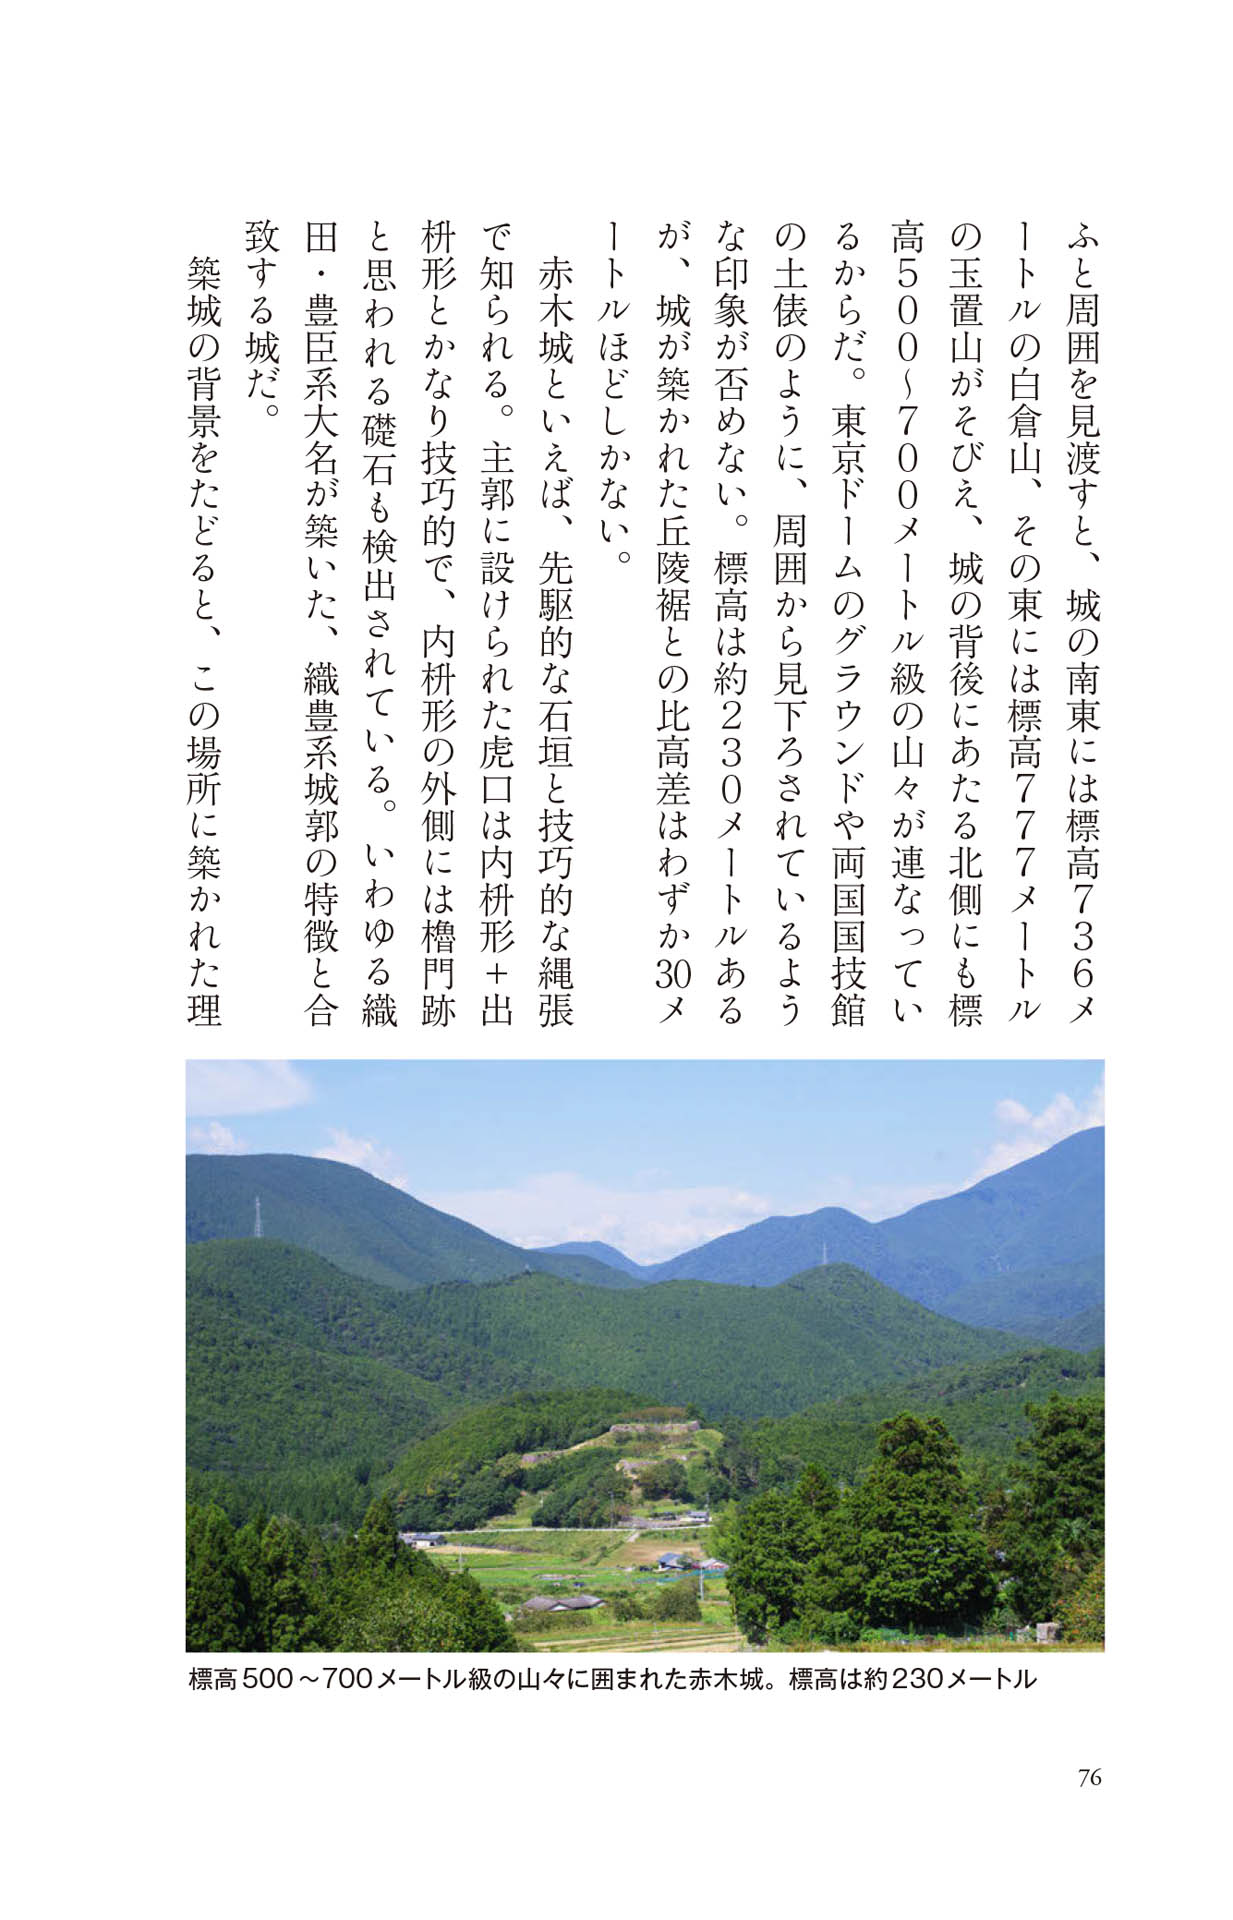 ふと周囲を見渡すと、城の南東には標高７３６メ
ートルの白倉山、その東には標高７７７メートル
の玉置山がそびえ、城の背後にあたる北側にも標
高５００〜７００メートル級の山々が連なってい
るからだ。東京ドームのグラウンドや両国国技館
の土俵のように、周囲から見下ろされているよう
な印象が否めない。標高は約２３０メートルある
が、城が築かれた丘陵裾との比高差はわずか30メ
ートルほどしかない。
　赤木城といえば、先駆的な石垣と技巧的な縄張
で知られる。主郭に設けられた虎口は内枡形＋出
枡形とかなり技巧的で、内枡形の外側には櫓門跡
と思われる礎石も検出されている。いわゆる織
田・豊臣系大名が築いた、織豊系城郭の特徴と合
致する城だ。
　築城の背景をたどると、この場所に築かれた理
標高500〜700メートル級の山々に囲まれた赤木城。標高は約230メートル
76